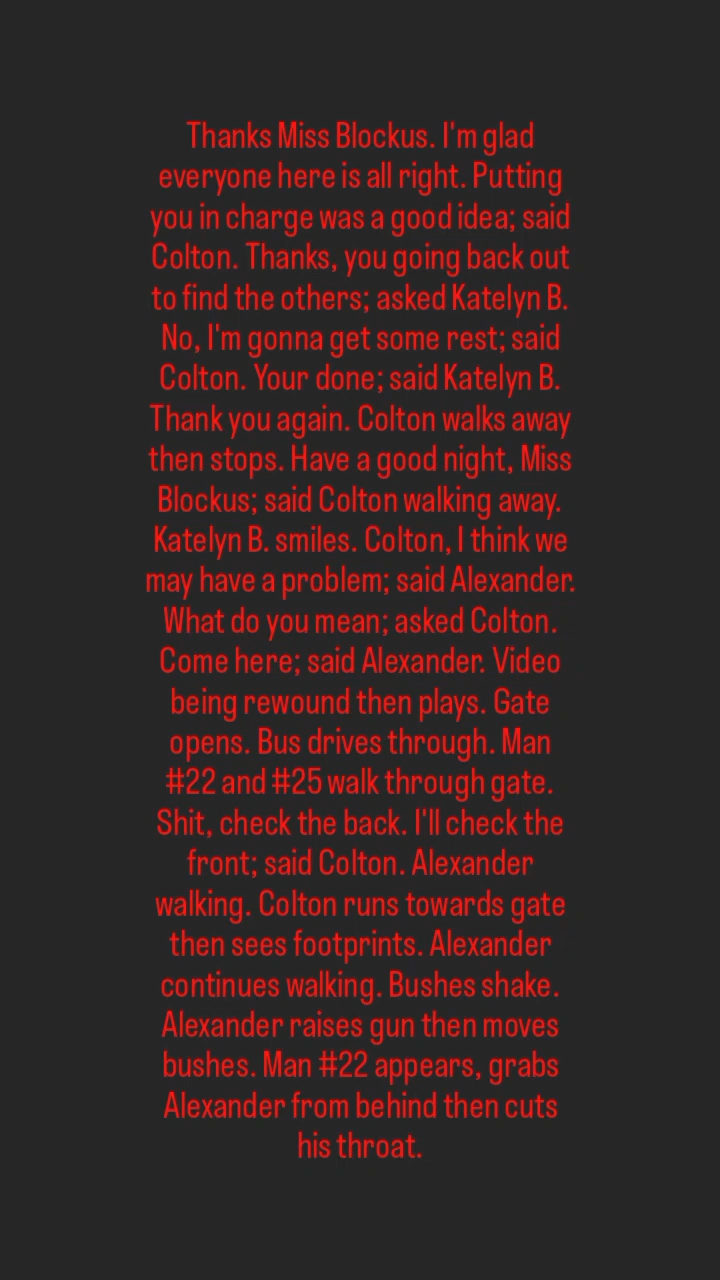 Thanks Miss Blockus. I'm glad
everyone here is all right. Putting
you in charge was a good idea; said
Colton. Thanks, you going back out
to find the others; asked Katelyn B.
No, I'm gonna get some rest; said
Colton. Your done; said Katelyn B.
Thank you again. Colton walks away
then stops. Have a good night, Miss
Blockus; said Colton walking away.
Katelyn B. smiles. Colton, I think we
may have a problem; said Alexander.
What do you mean; asked Colton.
Come here; said Alexander. Video
being rewound then plays. Gate
opens. Bus drives through. Man
#22 and #25 walk through gate.
Shit, check the back. I'll check the
front; said Colton. Alexander
walking. Colton runs towards gate
then sees footprints. Alexander
continues walking. Bushes shake.
Alexander raises gun then moves
bushes. Man #22 appears, grabs
Alexander from behind then cuts
his throat.